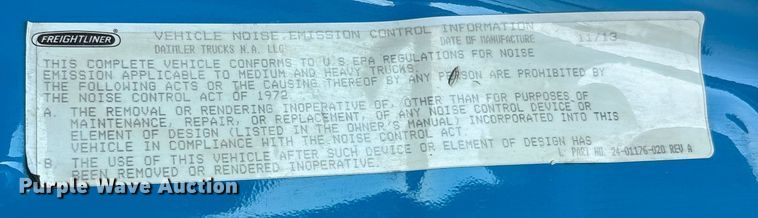 FREIGHTLINER
VEHICLE NOISE EMISSION CONTROL INFORMATION
DAIMLER TRUCKS N.A. LLC DATE OF MANUFACTURE 11/13
THIS COMPLETE VEHICLE CONFORMS TO U.S EPA REGULATIONS FOR NOISE
EMISSION APPLICABLE TO MEDIUM AND HEAVY TRUCKS.
THE FOLLOWING ACTS OR THE CAUSING THEREOF BY ANY PERSON ARE PROHIBITED BY
THE NOISE CONTROL ACT OF 1972
A. THE REMOVAL OR RENDERING INOPERATIVE OF, OTHER THAN FOR PURPOSES OF
MAINTENANCE, REPAIR, OR REPLACEMENT, OF ANY NOISE CONTROL DEVICE OR
ELEMENT OF DESIGN (LISTED IN THE OWNER'S MANUAL) INCORPORATED INTO THIS
VEHICLE IN COMPLIANCE WITH THE NOISE CONTROL ACT.
B. THE USE OF THIS VEHICLE AFTER SUCH DEVICE OR ELEMENT OF DESIGN HAS
BEEN REMOVED OR RENDERED INOPERATIVE.
PART NO. 24-01176-020 REV A
Purple Wave Auction
Purple Wave Auction